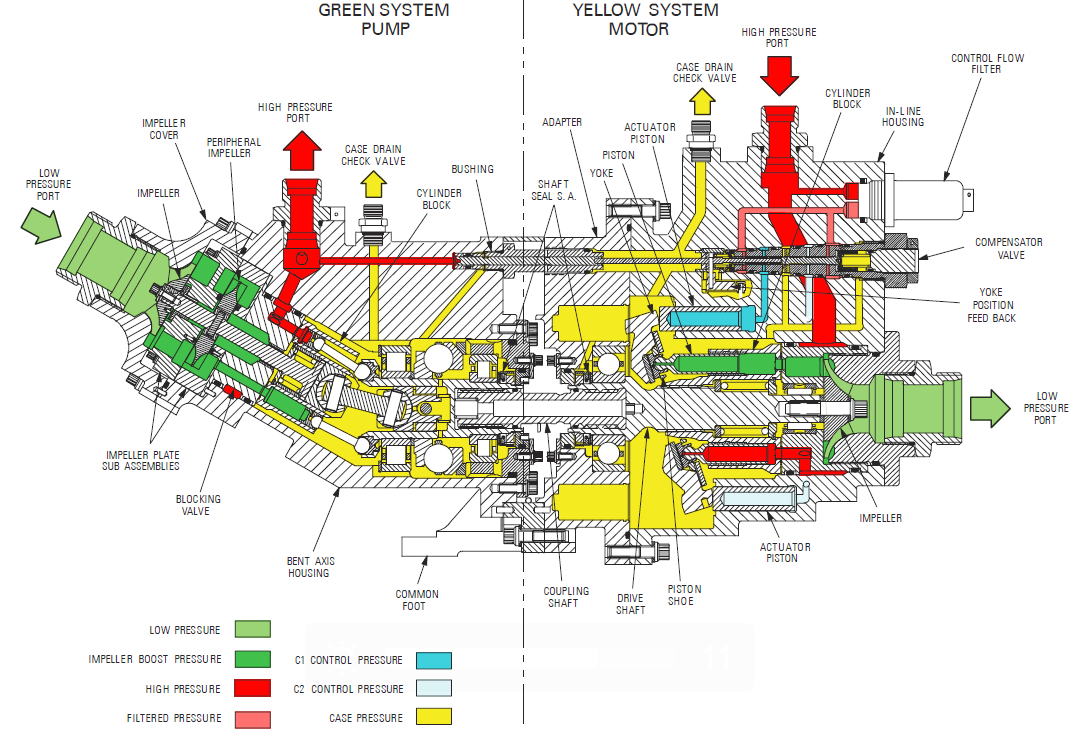 GREEN SYSTEM
PUMP
YELLOW SYSTEM
MOTOR
HIGH PRESSURE
PORT
CONTROL FLOW
FILTER
CASE DRAIN
CHECK VALVE
CYLINDER
BLOCK
IN-LINE
HOUSING
HIGH PRESSURE
PORT
IMPELLER
COVER
PERIPHERAL
IMPELLER
ADAPTER
ACTUATOR
PISTON
CASE DRAIN
CHECK VALVE
PISTON
BUSHING
YOKE
LOW
PRESSURE
PORT
IMPELLER
CYLINDER
BLOCK
SHAFT
SEAL S.A.
COMPENSATOR
VALVE
YOKE
POSITION
FEED BACK
LOW
PRESSURE
PORT
IMPELLER PLATE
SUB ASSEMBLIES
BLOCKING
VALVE
IMPELLER
ACTUATOR
PISTON
BENT AXIS
HOUSING
COMMON
FOOT
COUPLING
SHAFT
DRIVE
SHAFT
PISTON
SHOE
LOW PRESSURE
IMPELLER BOOST PRESSURE
HIGH PRESSURE
FILTERED PRESSURE
C1 CONTROL PRESSURE
C2 CONTROL PRESSURE
CASE PRESSURE